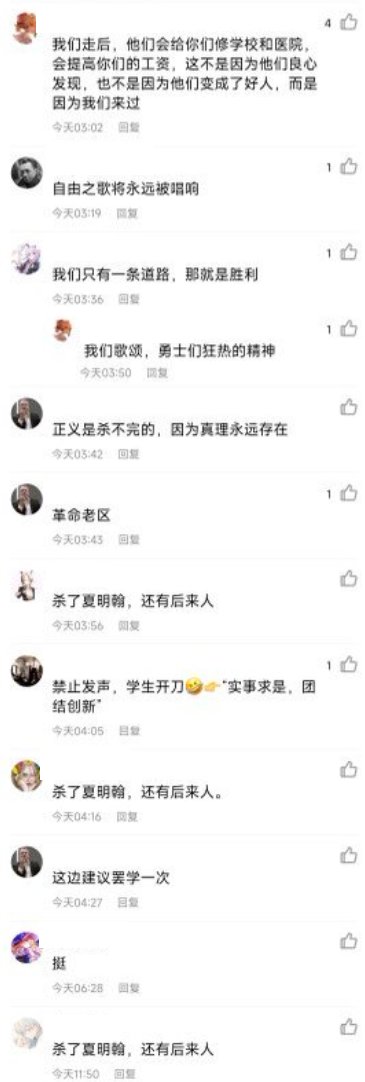 4
我们走后，他们会给你们修学校和医院，
会提高你们的工资，这不是因为他们良心
发现，也不是因为他们变成了好人，而是
因为我们来过
今天03:02 回复
1
自由之歌将永远被唱响
今天03:19 回复
1
我们只有一条道路，那就是胜利
今天03:36 回复
1
我们歌颂，勇士们狂热的精神
今天03:50 回复
正义是杀不完的，因为真理永远存在
今天03:42 回复
1
革命老区
今天03:43 回复
杀了夏明翰，还有后来人
今天03:56 回复
1
禁止发声，学生开刀🤣👉“实事求是，团
结创新”
今天04:05 回复
杀了夏明翰，还有后来人。
今天04:16 回复
这边建议罢学一次
今天04:27 回复
挺
今天06:28 回复
杀了夏明翰，还有后来人
今天11:50 回复